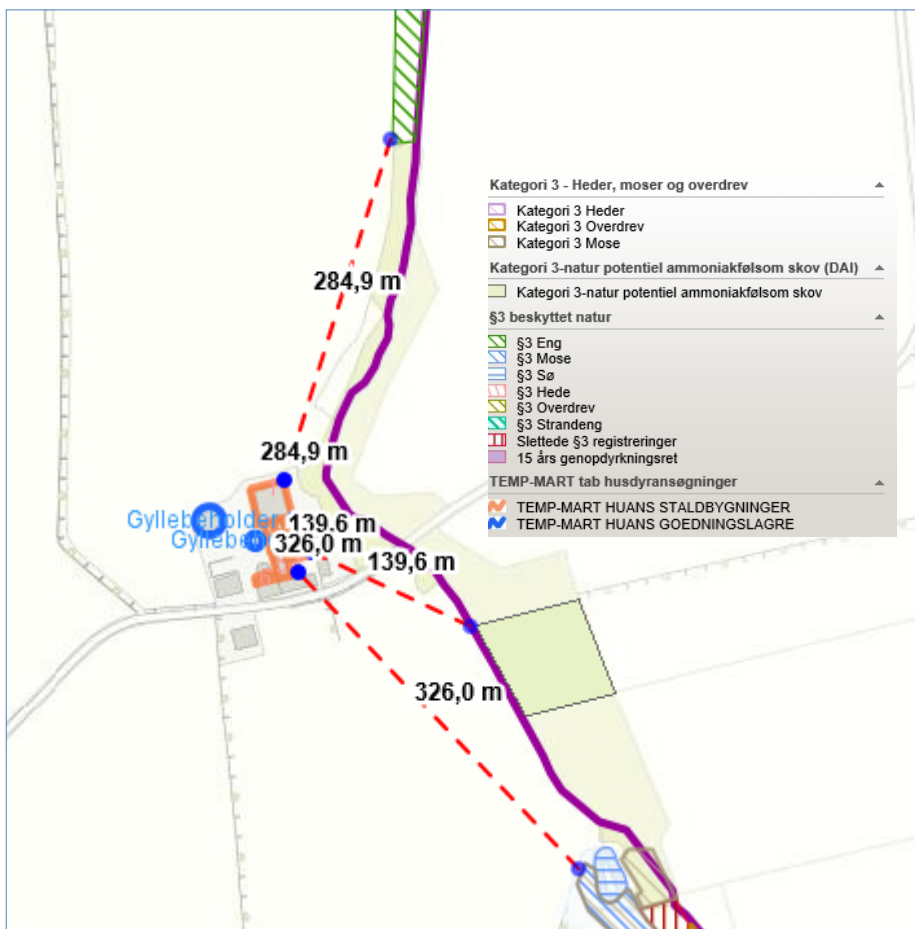 284,9 m
284,9 m
Gyllebeholder
139,6 m
Gyllebeh
326,0 m
139,6 m
326,0 m
Kategori 3 - Heder, moser og overdrev
Kategori 3 Heder
Kategori 3 Overdrev
Kategori 3 Mose
Kategori 3-natur potentiel ammoniakfølsom skov (DAI)
Kategori 3-natur potentiel ammoniakfølsom skov
§3 beskyttet natur
§3 Eng
§3 Mose
§3 Sø
§3 Hede
§3 Overdrev
§3 Strandeng
Slettede §3 registreringer
15 års genopdyrkningsret
TEMP-MART tab husdyransøgninger
TEMP-MART HUANS STALDBYGNINGER
TEMP-MART HUANS GOEDNINGSLAGRE